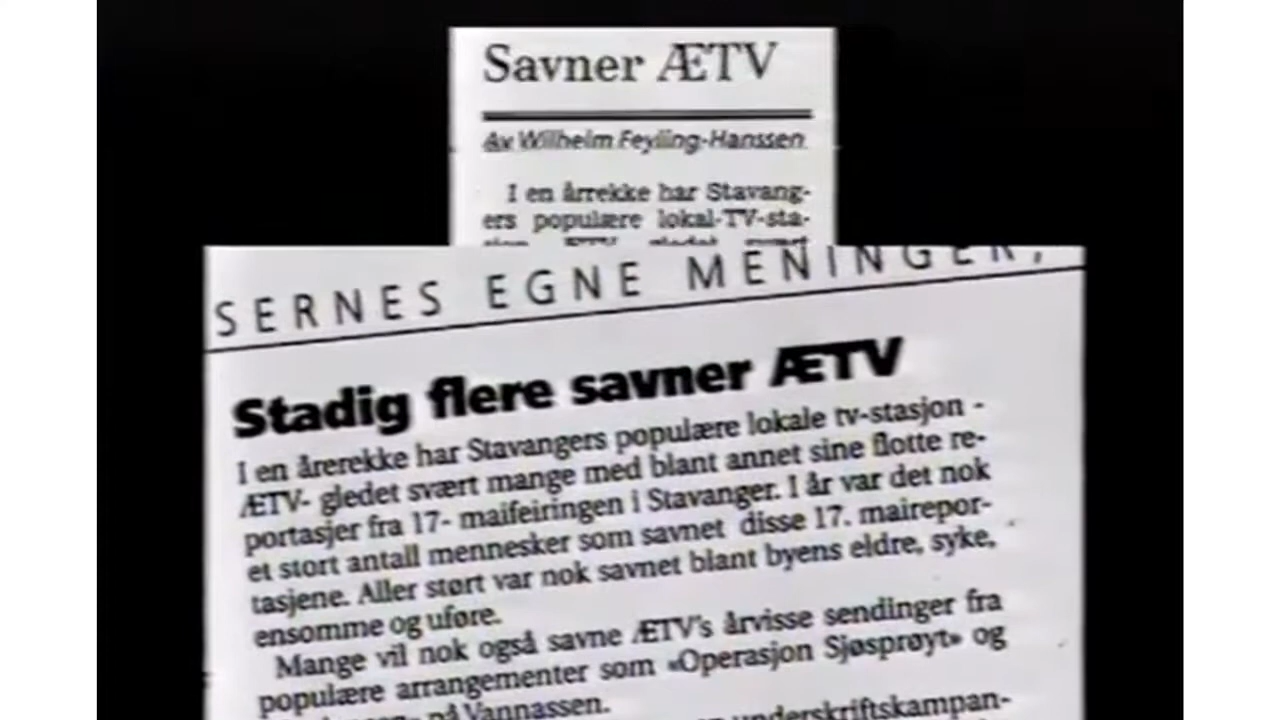 Savner ÆTV
Av Wilhelm Feyling-Hanssen
I en årrekke har Stavang-
ers populære lokal-TV-sta-
SERNES EGNE MENINGER,
Stadig flere savner ÆTV
I en årerekke har Stavangers populære lokale tv-stasjon -
ÆTV- gledet svært mange med blant annet sine flotte re-
portasjer fra 17- maifeiringen i Stavanger. I år var det nok
et stort antall mennesker som savnet disse 17. mairepor-
tasjene. Aller størt var nok savnet blant byens eldre, syke,
ensomme og uføre.
Mange vil nok også savne ÆTV's årvisse sendinger fra
populære arrangementer som «Operasjon Sjøsprøyt» og
på Vannassen.
underskriftskampan-